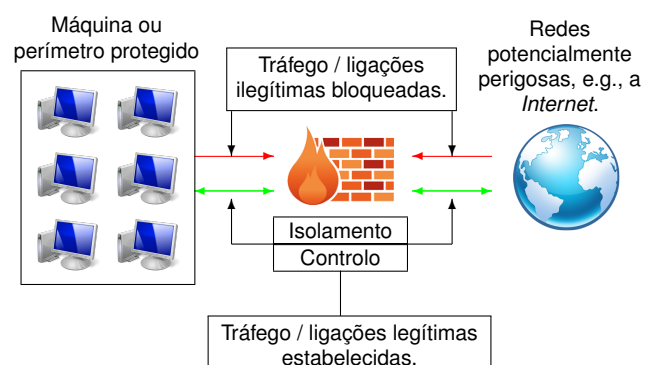 Máquina ou
perímetro protegido
Tráfego / ligações
ilegítimas bloqueadas.
Redes
potencialmente
perigosas, e.g., a
Internet.
Isolamento
Controlo
Tráfego / ligações legítimas
estabelecidas.